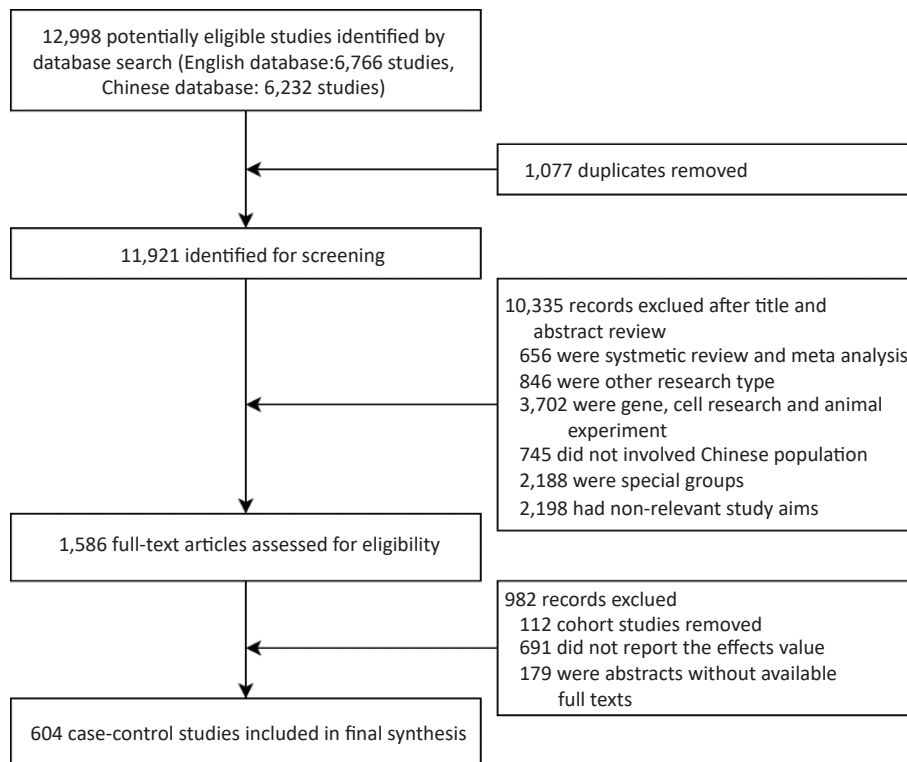 12,998 potentially eligible studies identified by
database search (English database:6,766 studies,
Chinese database: 6,232 studies)
1,077 duplicates removed
11,921 identified for screening
10,335 records exclued after title and
abstract review
656 were systmetic review and meta analysis
846 were other research type
3,702 were gene, cell research and animal
experiment
745 did not involved Chinese population
2,188 were special groups
2,198 had non-relevant study aims
1,586 full-text articles assessed for eligibility
982 records exclued
112 cohort studies removed
691 did not report the effects value
179 were abstracts without available
full texts
604 case-control studies included in final synthesis